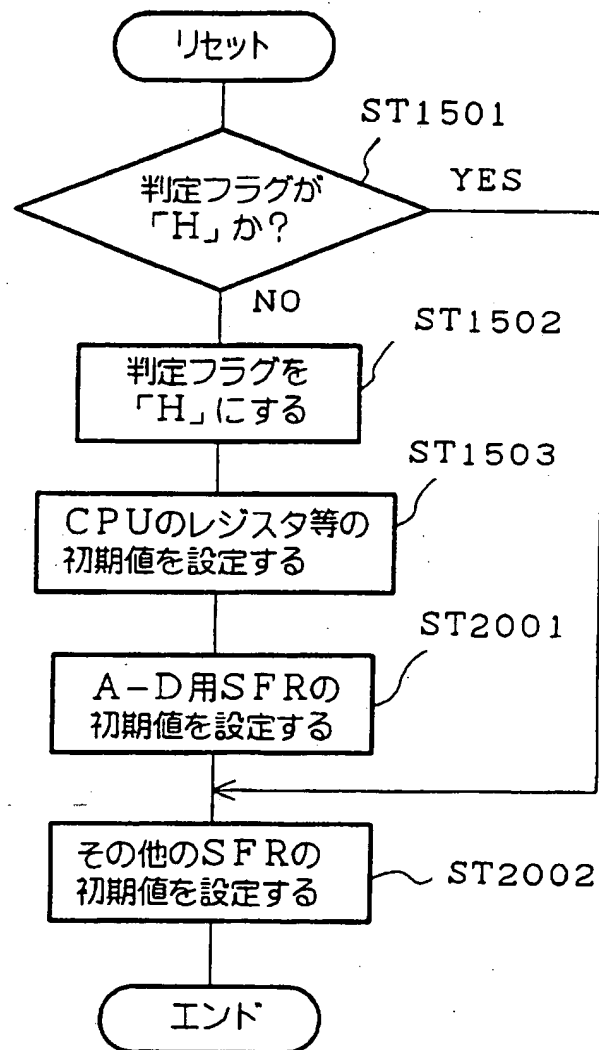 リセット
ST1501
判定フラグが
「H」か?
YES
NO
ST1502
判定フラグを
「H」にする
ST1503
CPUのレジスタ等の
初期値を設定する
ST2001
A-D用SFRの
初期値を設定する
その他のSFRの
初期値を設定する
ST2002
エンド